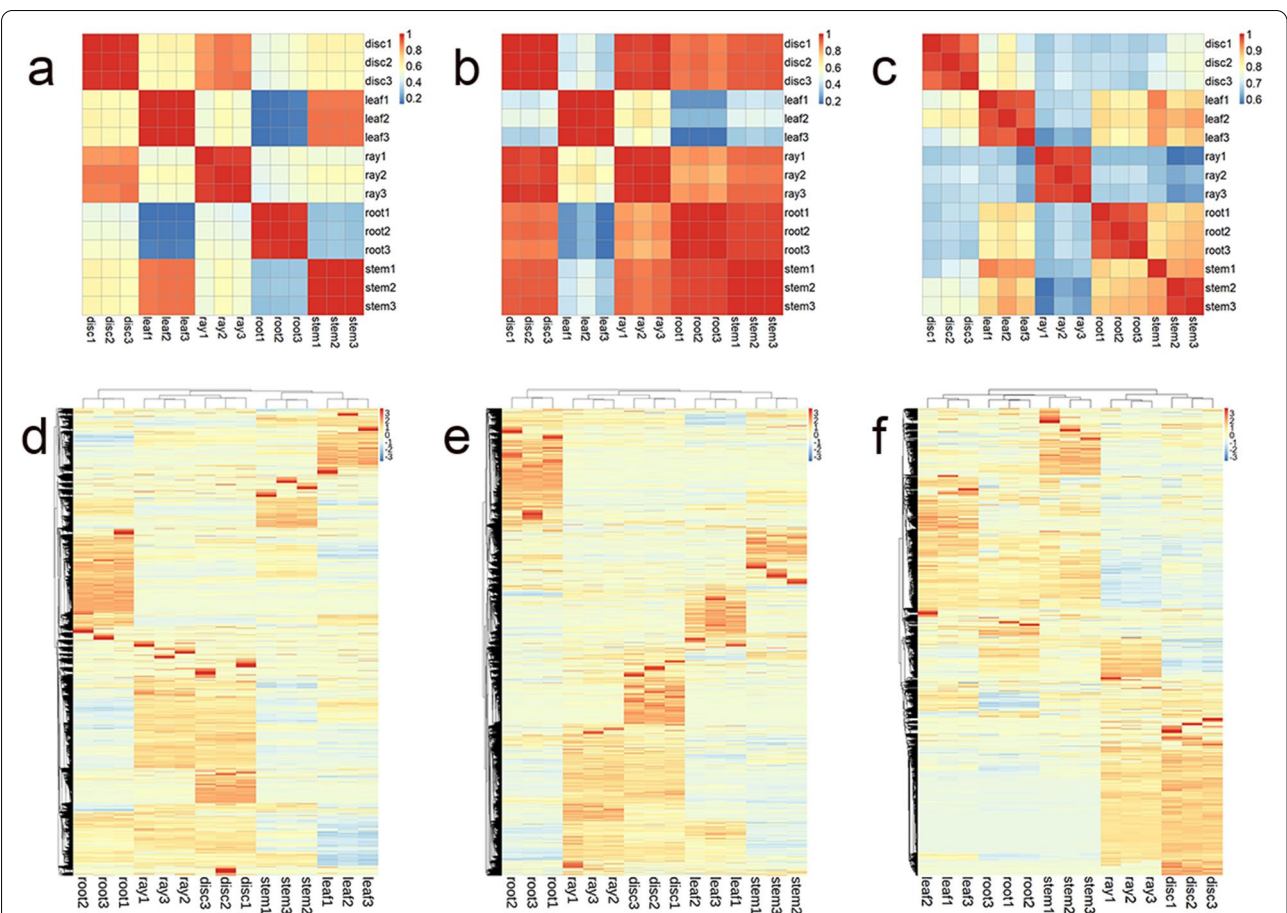 a
1
0.8
0.6
0.4
0.2
disc1
disc2
disc3
leaf1
leaf2
leaf3
ray1
ray2
ray3
root1
root2
root3
stem1
stem2
stem3
disc1 disc2 disc3 leaf1 leaf2 leaf3 ray1 ray2 ray3 root1 root2 root3 stem1 stem2 stem3
b
1
0.8
0.6
0.4
0.2
disc1
disc2
disc3
leaf1
leaf2
leaf3
ray1
ray2
ray3
root1
root2
root3
stem1
stem2
stem3
disc1 disc2 disc3 leaf1 leaf2 leaf3 ray1 ray2 ray3 root1 root2 root3 stem1 stem2 stem3
c
1
0.9
0.8
0.7
0.6
disc1
disc2
disc3
leaf1
leaf2
leaf3
ray1
ray2
ray3
root1
root2
root3
stem1
stem2
stem3
disc1 disc2 disc3 leaf1 leaf2 leaf3 ray1 ray2 ray3 root1 root2 root3 stem1 stem2 stem3
d
root2 root3 root1 ray1 ray3 ray2 disc3 disc2 disc1 stem1 stem3 stem2 leaf1 leaf2 leaf3
e
root2 root3 root1 ray1 ray3 ray2 disc3 disc2 disc1 leaf2 leaf3 leaf1 stem1 stem3 stem2
f
leaf2 leaf1 leaf3 root3 root1 root2 stem1 stem2 stem3 ray1 ray2 ray3 disc1 disc2 disc3